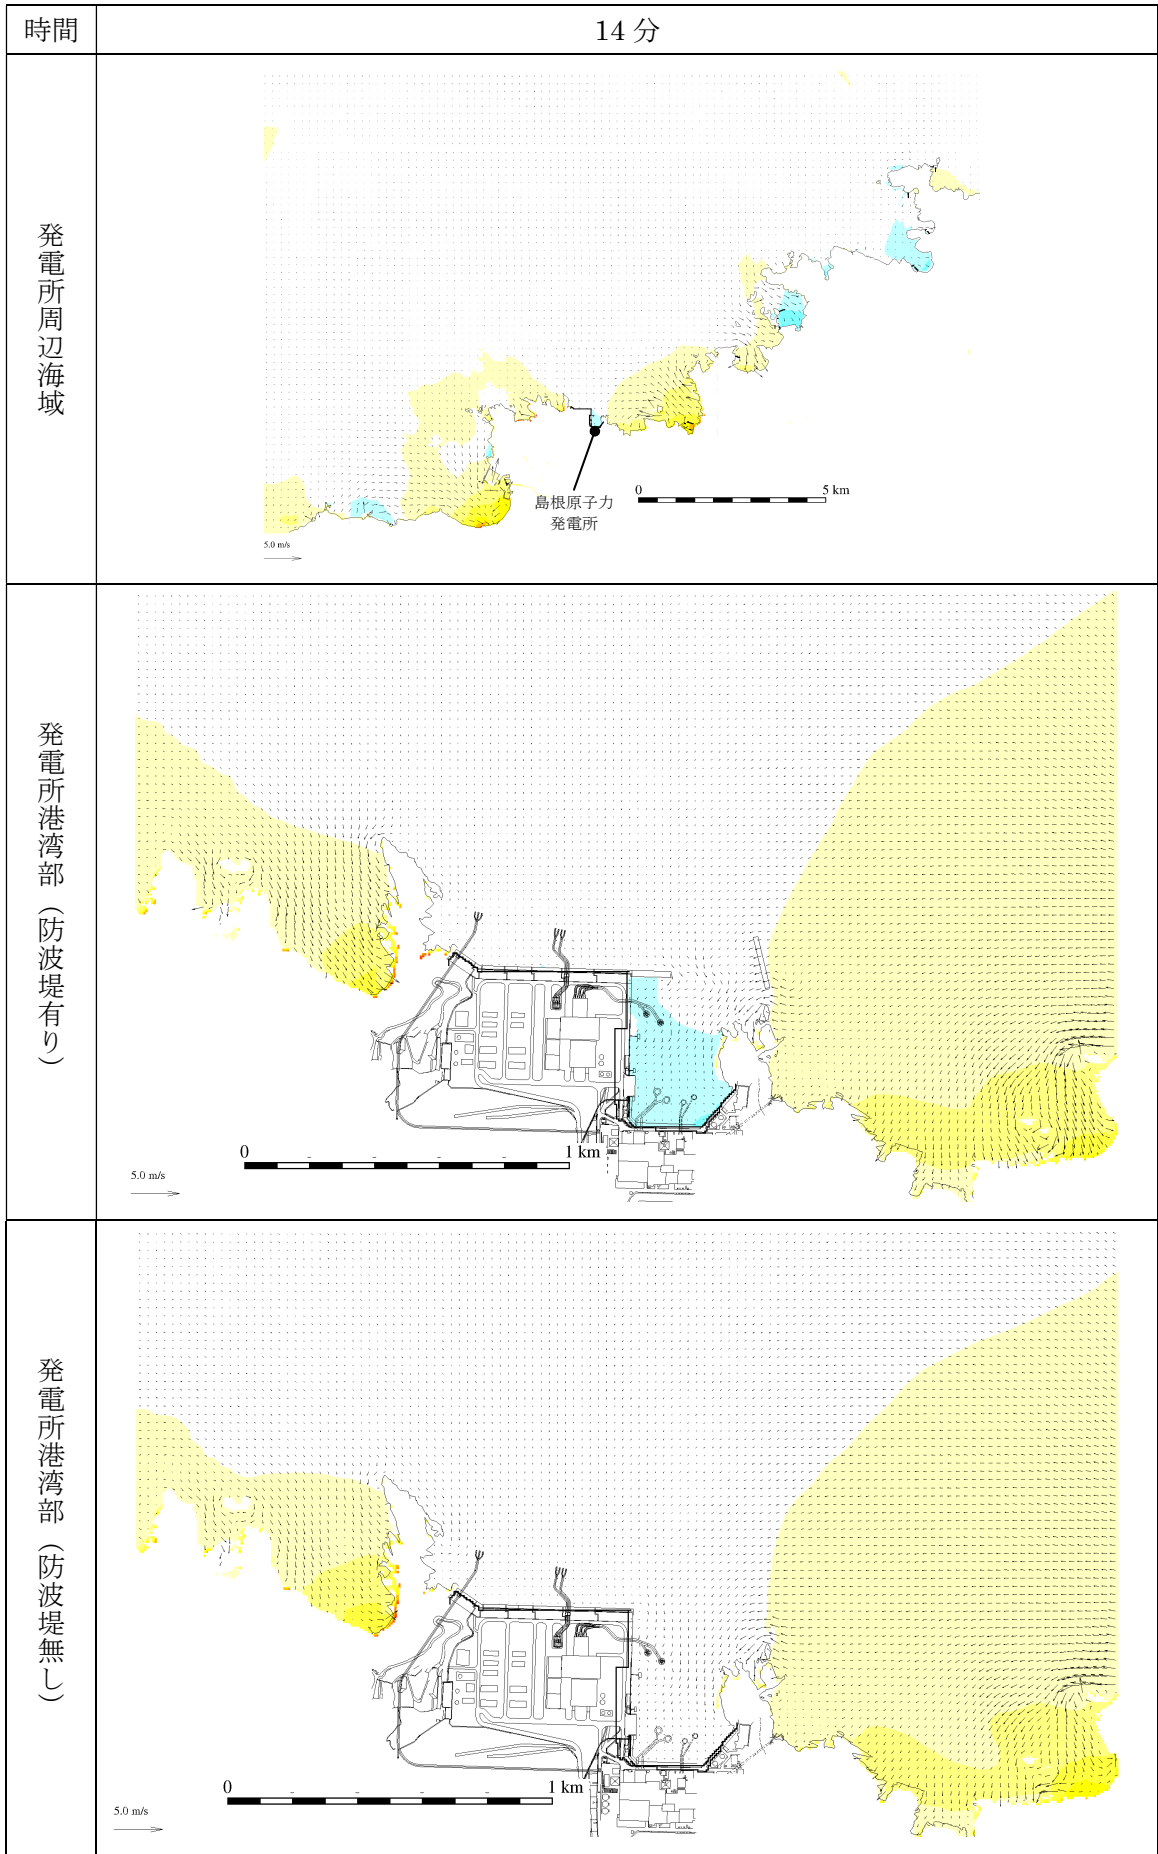 時間
14 分
発電所周辺海域
島根原子力
発電所
0
5 km
5.0 m/s
発電所港湾部（防波堤有り）
0
1 km
5.0 m/s
発電所港湾部（防波堤無し）
0
1 km
5.0 m/s